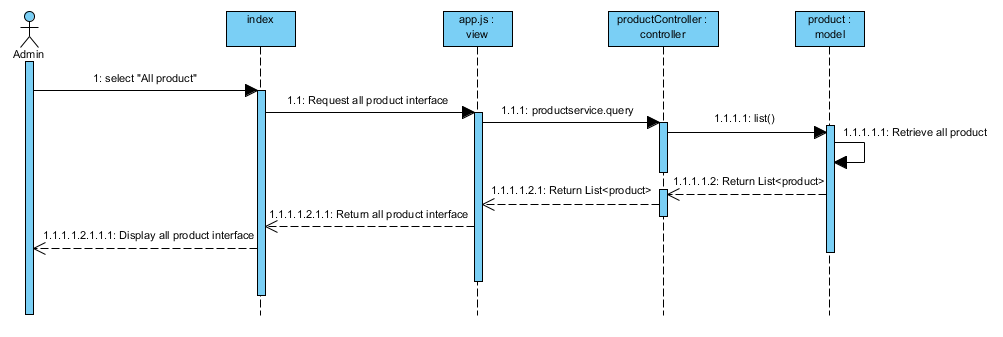 index
app.js :
view
productController :
controller
product :
model
Admin
1: select "All product"
1.1: Request all product interface
1.1.1: productservice.query
1.1.1.1: list()
1.1.1.1.1: Retrieve all product
1.1.1.1.2: Return List<product>
1.1.1.1.2.1: Return List<product>
1.1.1.1.2.1.1: Return all product interface
1.1.1.1.2.1.1.1: Display all product interface